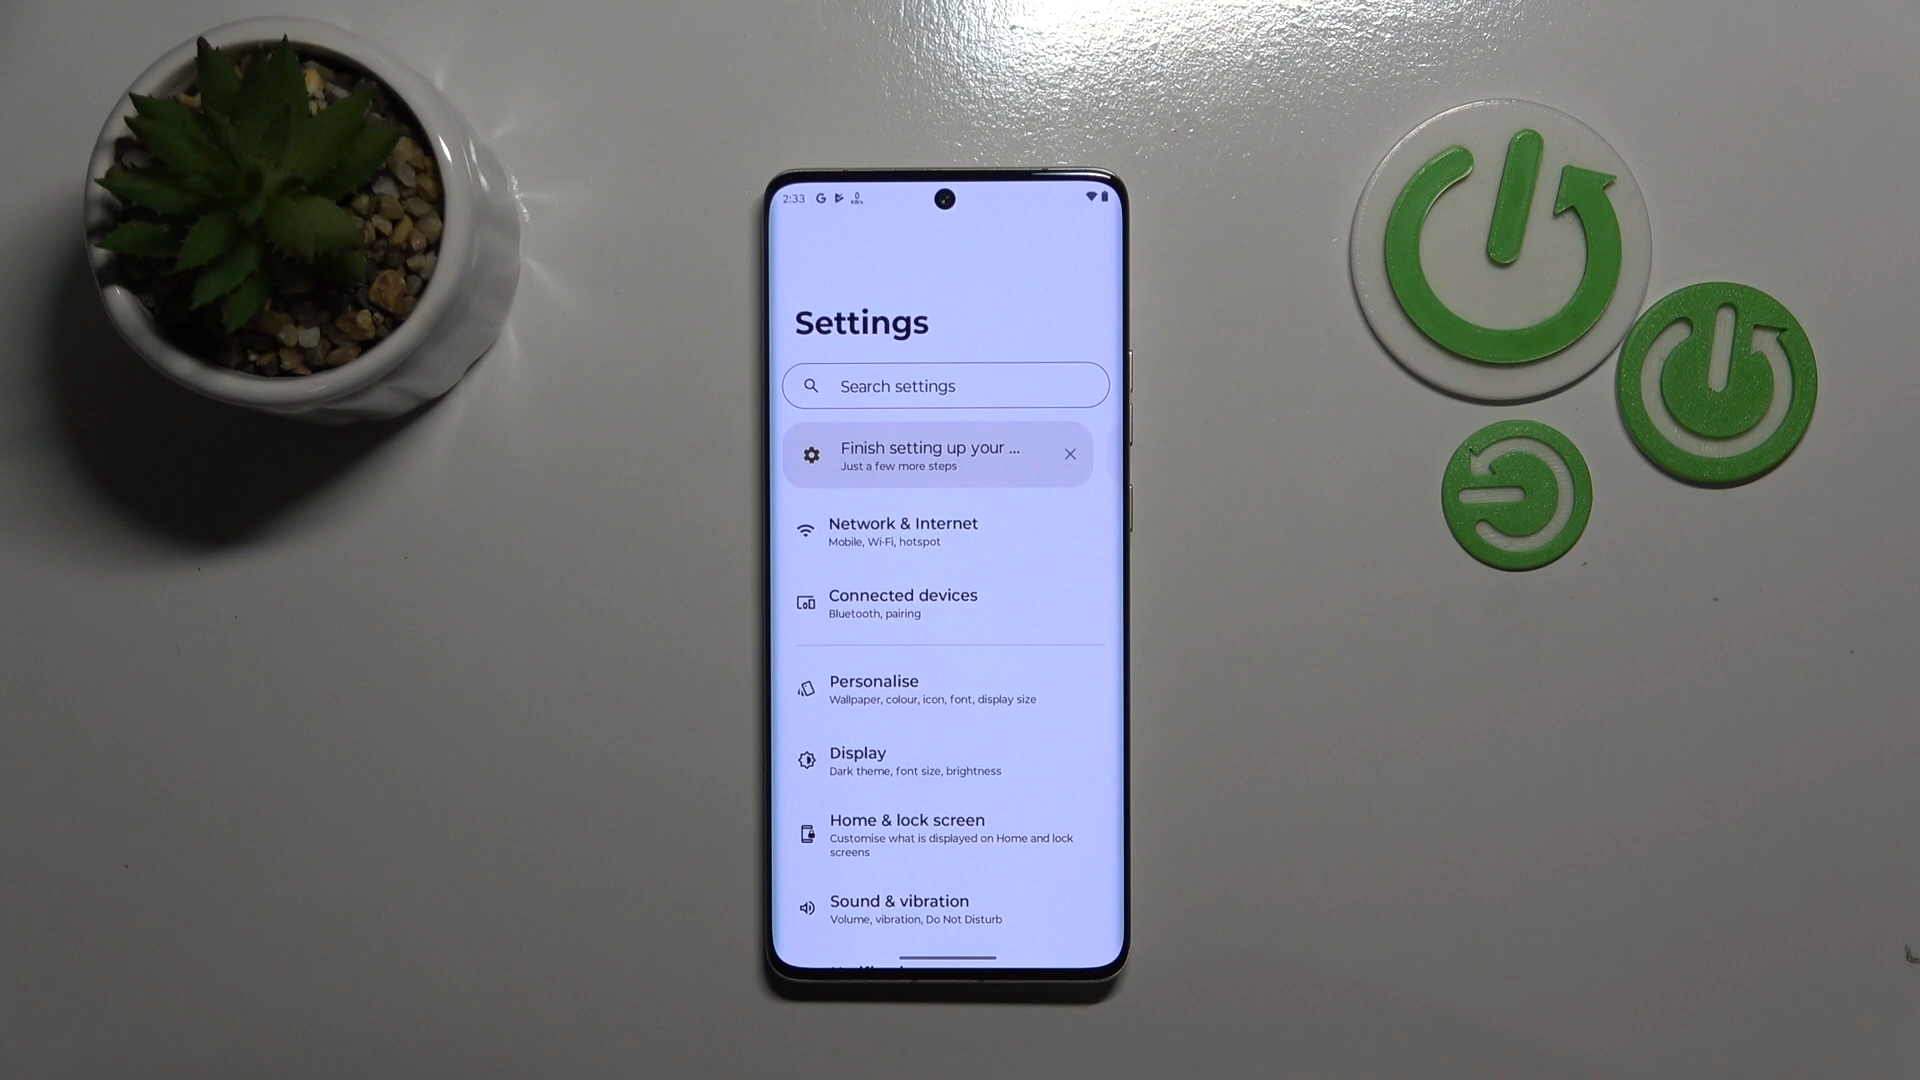 2:33
Settings
Search settings
Finish setting up your ...
Just a few more steps
Network & Internet
Mobile, Wi-Fi, hotspot
Connected devices
Bluetooth, pairing
Personalise
Wallpaper, colour, icon, font, display size
Display
Dark theme, font size, brightness
Home & lock screen
Customise what is displayed on Home and lock
screens
Sound & vibration
Volume, vibration, Do Not Disturb